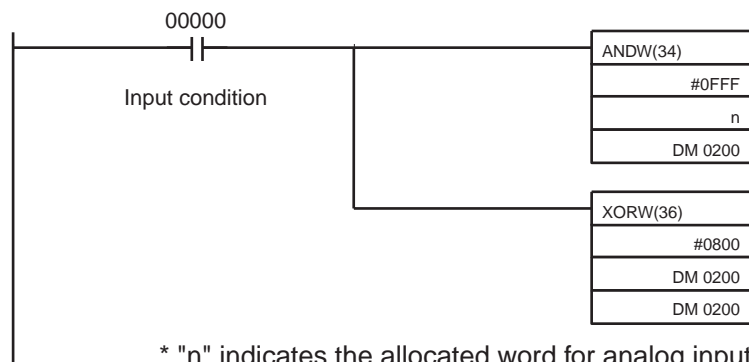 00000
Input condition
ANDW(34)
#0FFF
n
DM 0200
XORW(36)
#0800
DM 0200
DM 0200
* "n" indicates the allocated word for analog input